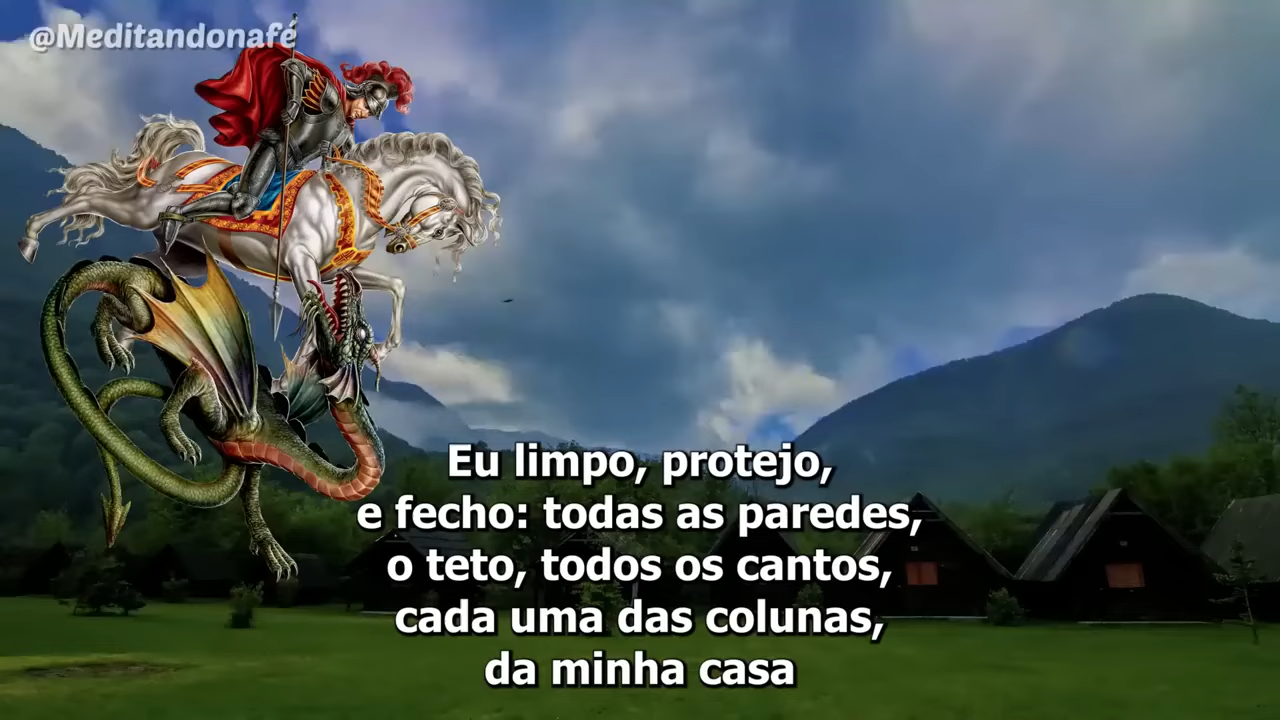 @Meditandonafé
Eu limpo, protejo,
e fecho: todas as paredes,
o teto, todos os cantos,
cada uma das colunas,
da minha casa